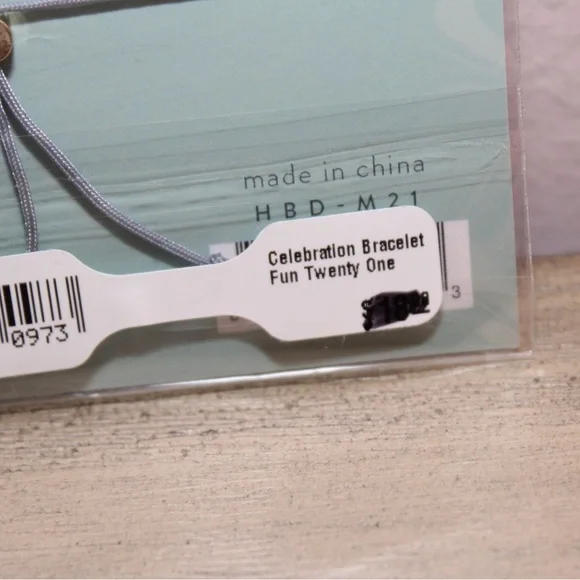 made in china
HBD-M21
Celebration Bracelet
Fun Twenty One
0973
3